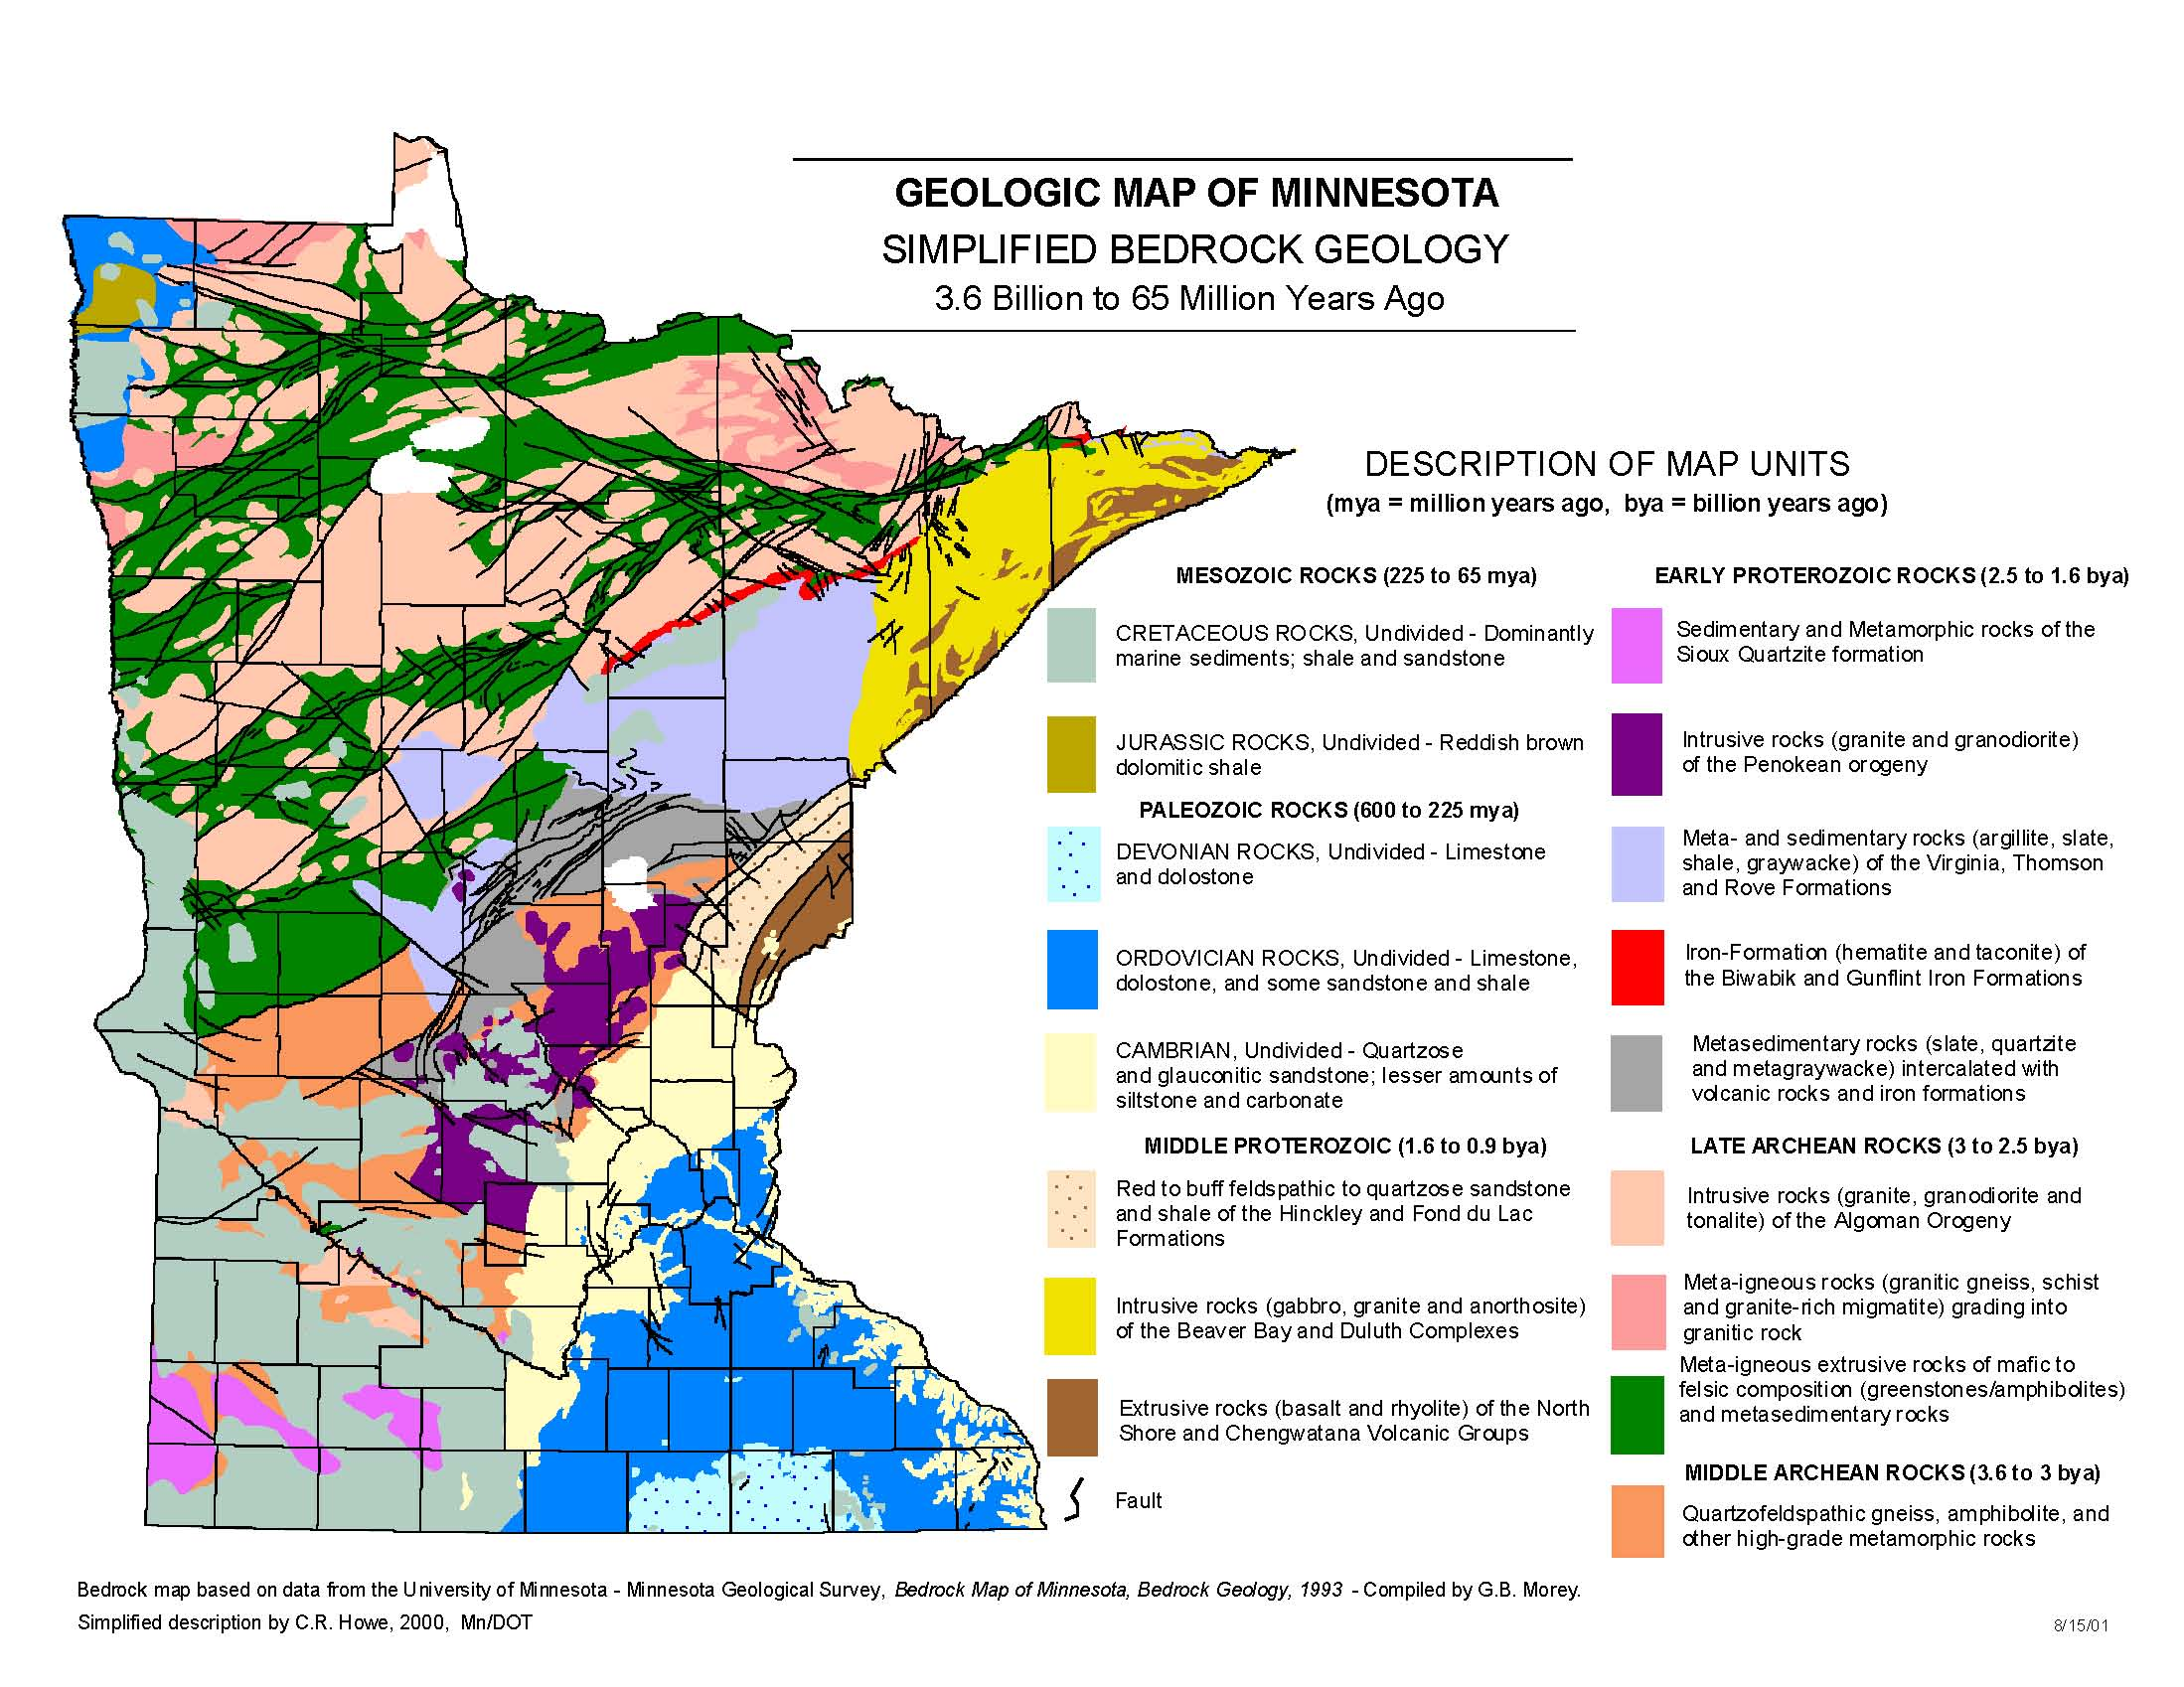 GEOLOGIC MAP OF MINNESOTA
SIMPLIFIED BEDROCK GEOLOGY
3.6 Billion to 65 Million Years Ago
DESCRIPTION OF MAP UNITS
(mya = million years ago, bya = billion years ago)
MESOZOIC ROCKS (225 to 65 mya)
CRETACEOUS ROCKS, Undivided - Dominantly
marine sediments; shale and sandstone
JURASSIC ROCKS, Undivided - Reddish brown
dolomitic shale
PALEOZOIC ROCKS (600 to 225 mya)
DEVONIAN ROCKS, Undivided - Limestone
and dolostone
ORDOVICIAN ROCKS, Undivided - Limestone,
dolostone, and some sandstone and shale
CAMBRIAN, Undivided - Quartzose
and glauconitic sandstone; lesser amounts of
siltstone and carbonate
MIDDLE PROTEROZOIC (1.6 to 0.9 bya)
Red to buff feldspathic to quartzose sandstone
and shale of the Hinckley and Fond du Lac
Formations
Intrusive rocks (gabbro, granite and anorthosite)
of the Beaver Bay and Duluth Complexes
Extrusive rocks (basalt and rhyolite) of the North
Shore and Chengwatana Volcanic Groups
Fault
EARLY PROTEROZOIC ROCKS (2.5 to 1.6 bya)
Sedimentary and Metamorphic rocks of the
Sioux Quartzite formation
Intrusive rocks (granite and granodiorite)
of the Penokean orogeny
Meta- and sedimentary rocks (argillite, slate,
shale, graywacke) of the Virginia, Thomson
and Rove Formations
Iron-Formation (hematite and taconite) of
the Biwabik and Gunflint Iron Formations
Metasedimentary rocks (slate, quartzite
and metagraywacke) intercalated with
volcanic rocks and iron formations
LATE ARCHEAN ROCKS (3 to 2.5 bya)
Intrusive rocks (granite, granodiorite and
tonalite) of the Algoman Orogeny
Meta-igneous rocks (granitic gneiss, schist
and granite-rich migmatite) grading into
granitic rock
Meta-igneous extrusive rocks of mafic to
felsic composition (greenstones/amphibolites)
and metasedimentary rocks
MIDDLE ARCHEAN ROCKS (3.6 to 3 bya)
Quartzofeldspathic gneiss, amphibolite, and
other high-grade metamorphic rocks
Bedrock map based on data from the University of Minnesota - Minnesota Geological Survey, Bedrock Map of Minnesota, Bedrock Geology, 1993 - Compiled by G.B. Morey.
Simplified description by C.R. Howe, 2000, Mn/DOT
8/15/01